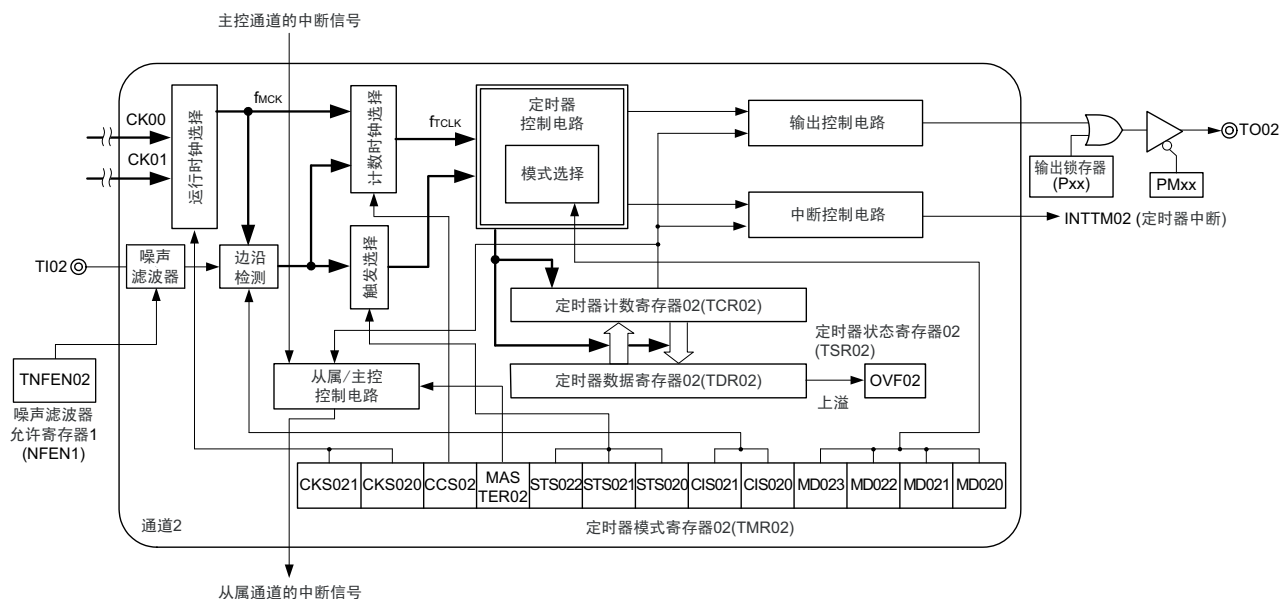 主控通道的中断信号
CK00
CK01
运行时钟选择
fMCK
计数时钟选择
fTCLK
定时器
控制电路
模式选择
输出控制电路
TO02
输出锁存器
(Pxx)
PMxx
中断控制电路
INTTM02 (定时器中断)
TI02
噪声
滤波器
边沿
检测
触发选择
定时器计数寄存器02(TCR02)
定时器状态寄存器02
(TSR02)
定时器数据寄存器02(TDR02)
OVF02
上溢
TNFEN02
噪声滤波器
允许寄存器1
(NFEN1)
从属/主控
控制电路
CKS021
CKS020
CCS02
MAS
TER02
STS022
STS021
STS020
CIS021
CIS020
MD023
MD022
MD021
MD020
通道2
定时器模式寄存器02(TMR02)
从属通道的中断信号